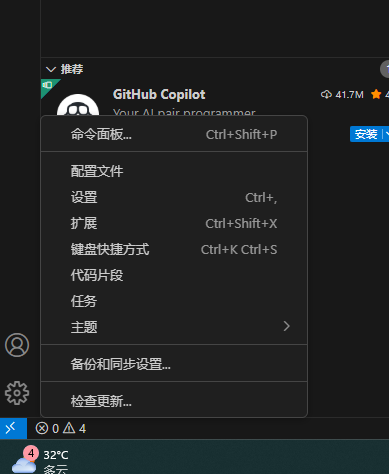 推荐
GitHub Copilot
41.7M
Your AI pair programmer
安装
命令面板... Ctrl+Shift+P
配置文件
设置 Ctrl+,
扩展 Ctrl+Shift+X
键盘快捷方式 Ctrl+K Ctrl+S
代码片段
任务
主题
备份和同步设置...
检查更新...
0 4
4
32°C
多云